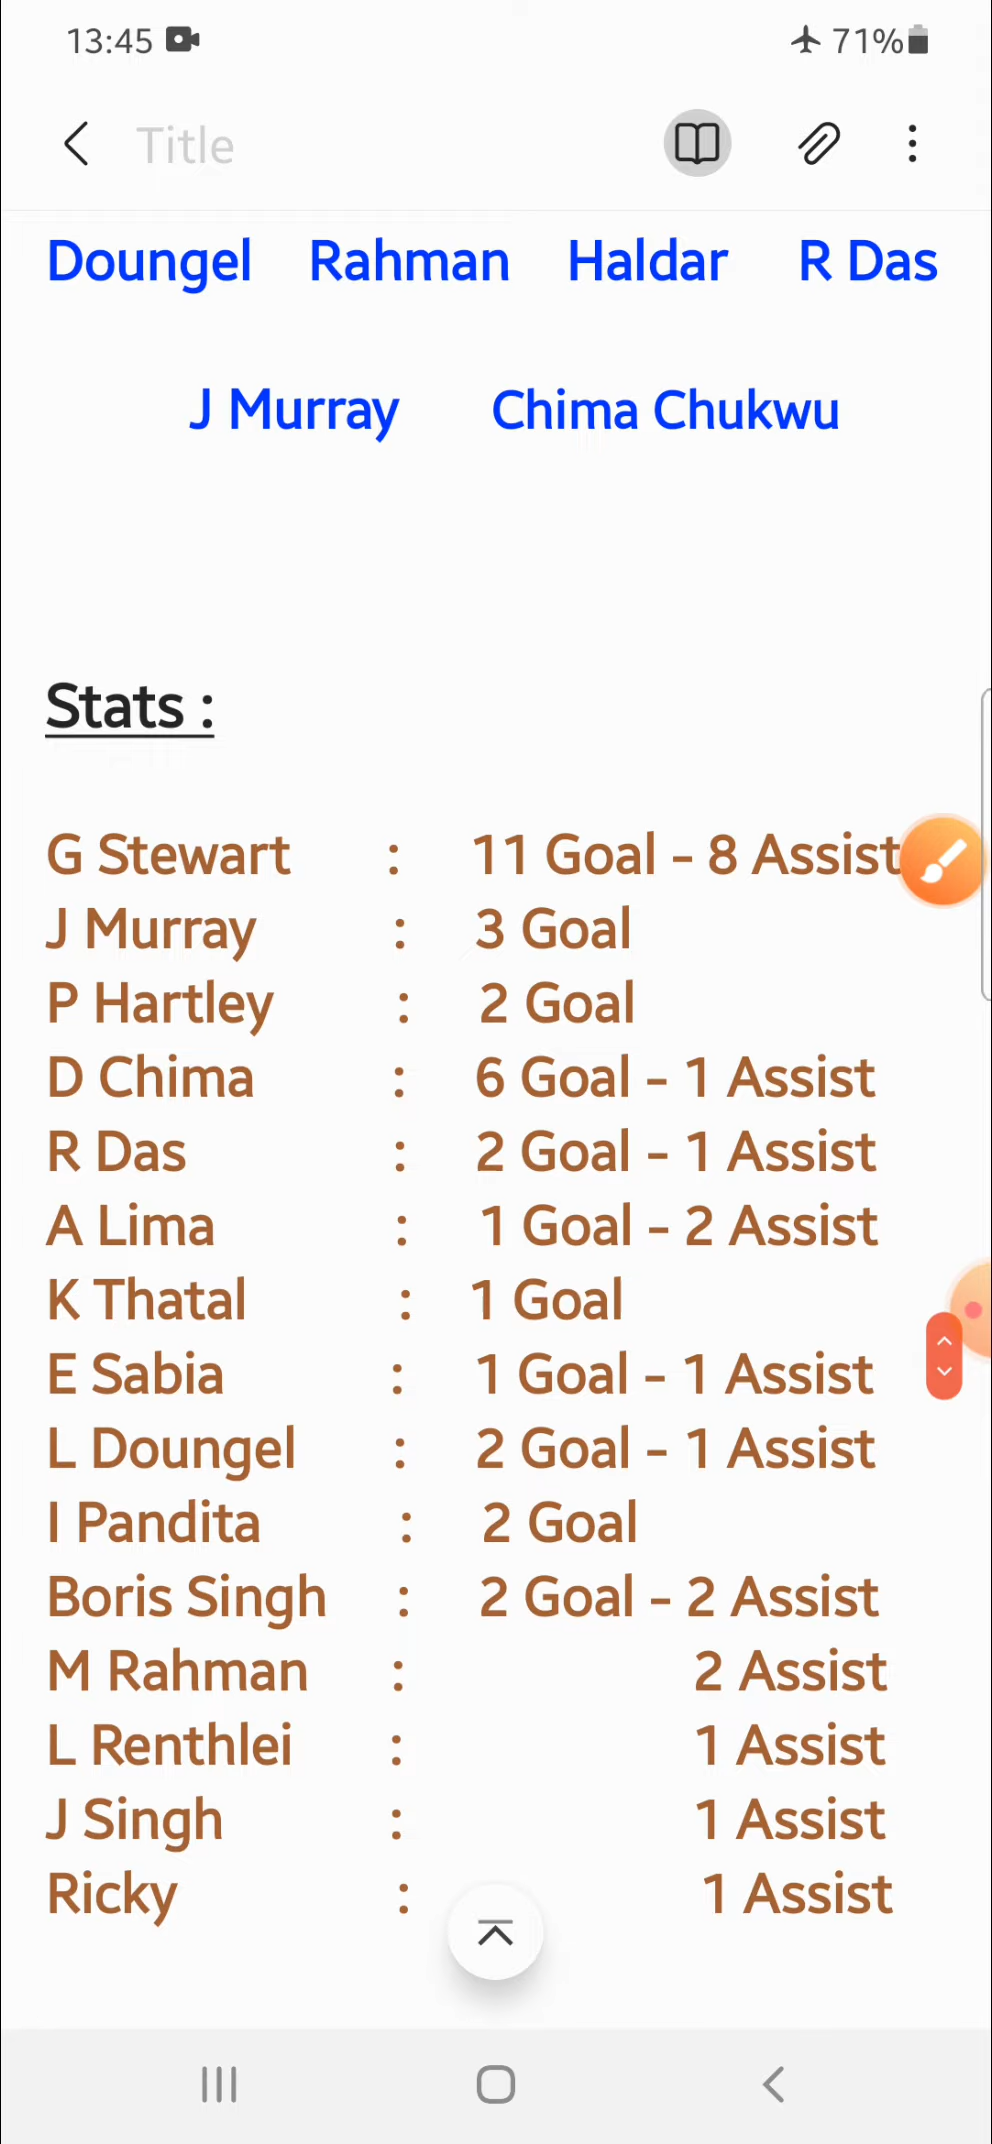 13:45 71%
Title
Doungel Rahman Haldar R Das
J Murray Chima Chukwu
Stats :
G Stewart : 11 Goal - 8 Assist
J Murray : 3 Goal
P Hartley : 2 Goal
D Chima : 6 Goal - 1 Assist
R Das : 2 Goal - 1 Assist
A Lima : 1 Goal - 2 Assist
K Thatal : 1 Goal
E Sabia : 1 Goal - 1 Assist
L Doungel : 2 Goal - 1 Assist
I Pandita : 2 Goal
Boris Singh : 2 Goal - 2 Assist
M Rahman : 2 Assist
L Renthlei : 1 Assist
J Singh : 1 Assist
Ricky : 1 Assist